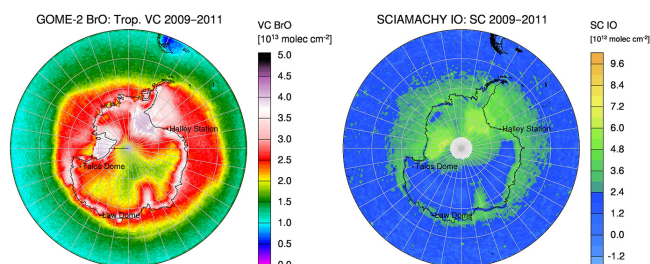 GOME-2 BrO: Trop. VC 2009-2011
VC BrO
[10¹³ molec cm⁻²]
5.0
4.5
4.0
3.5
3.0
2.5
2.0
1.5
1.0
0.5
0.0
Halley Station
Talos Dome
Law Dome
SCIAMACHY IO: SC 2009-2011
SC IO
[10¹² molec cm⁻²]
9.6
8.4
7.2
6.0
4.8
3.6
2.4
1.2
0.0
-1.2
Halley Station
Talos Dome
Law Dome